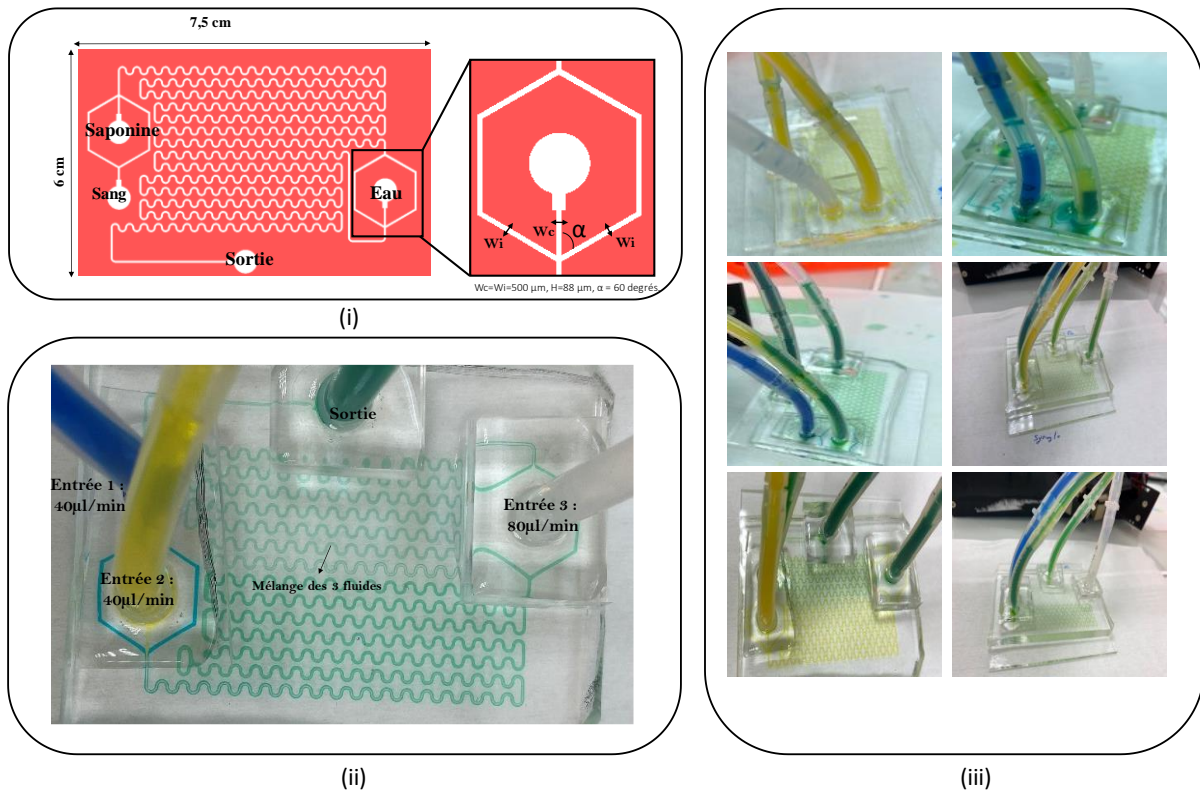 7,5 cm
6 cm
Saponine
Sang
Eau
Sortie
Wi
Wc
α
Wi
Wc=Wi=500 µm, H=88 µm, α = 60 degrés
(i)
Sortie
Entrée 1 :
40µl/min
Entrée 3 :
80µl/min
Entrée 2 :
40µl/min
Mélange des 3 fluides
(ii)
(iii)